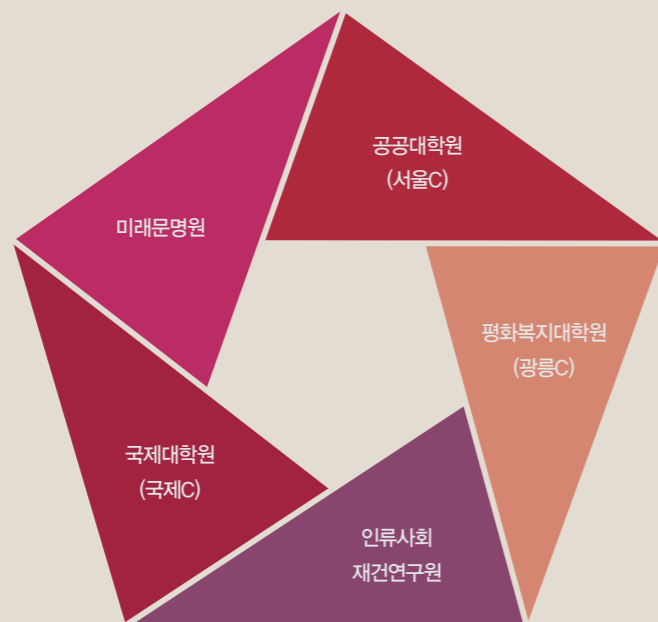 공공대학원
(서울C)
미래문명원
평화복지대학원
(광릉C)
국제대학원
(국제C)
인류사회
재건연구원